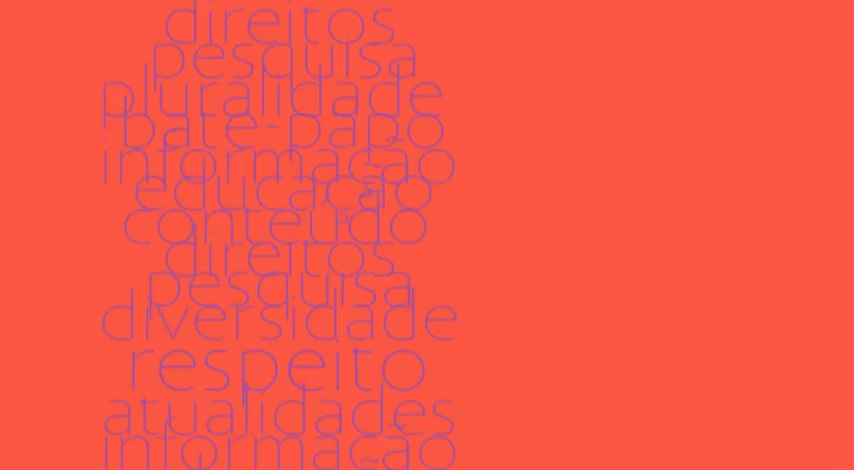 direitos
pesquisa
pluralidade
bate-papo
informação
educação
conteúdo
direitos
pesquisa
diversidade
respeito
atualidades
informação